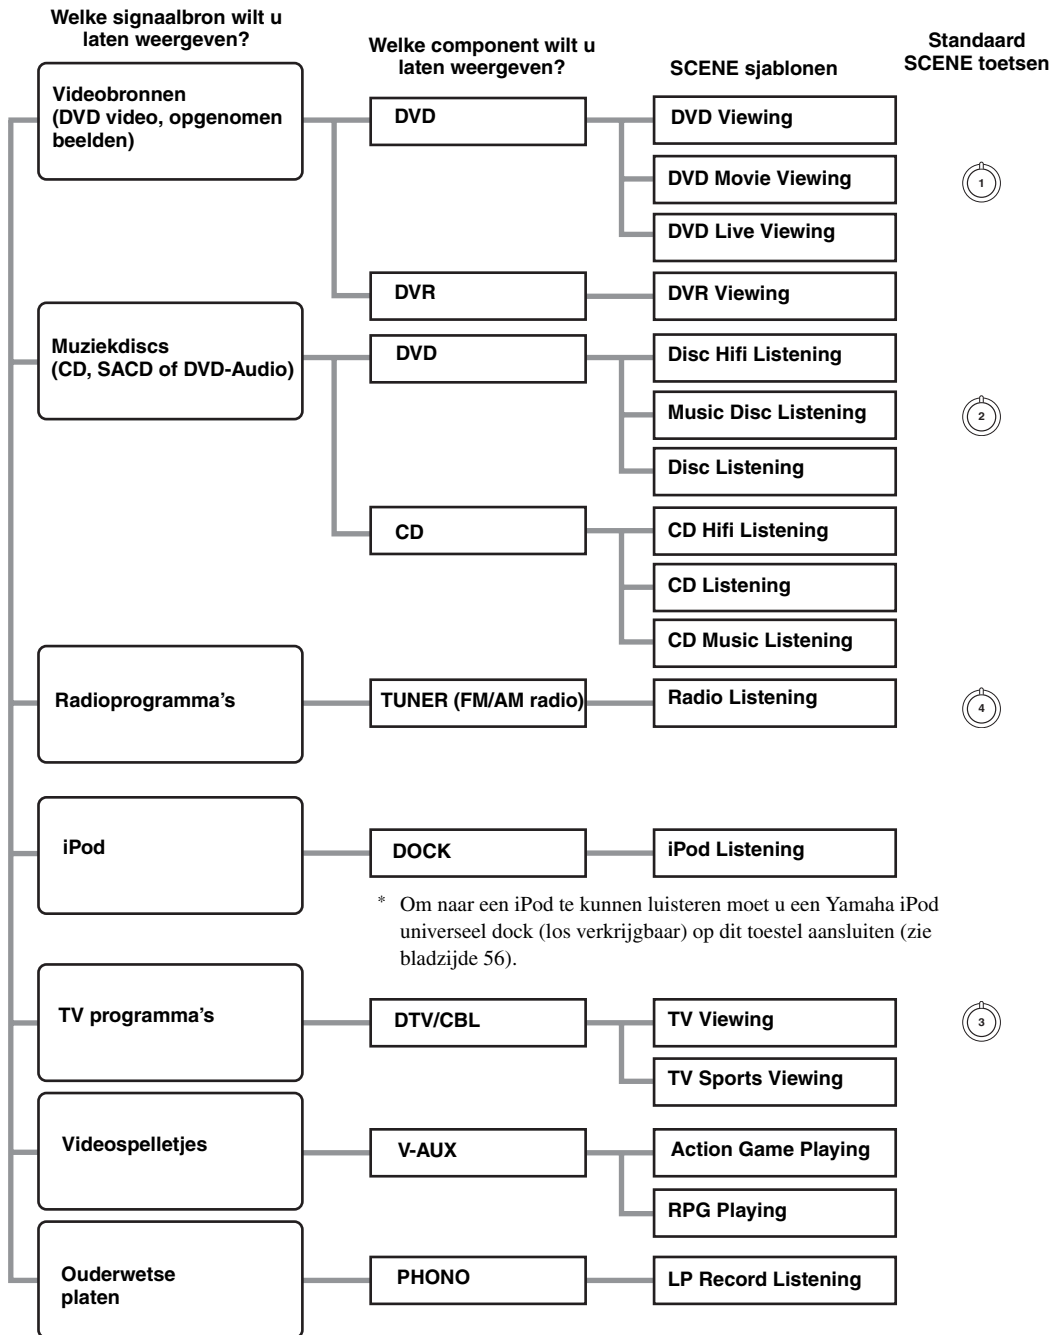 Welke signaalbron wilt u
laten weergeven?
Welke component wilt u
laten weergeven?
SCENE sjablonen
Standaard
SCENE toetsen
Videobronnen
(DVD video, opgenomen
beelden)
DVD
DVD Viewing
DVD Movie Viewing
1
DVD Live Viewing
DVR
DVR Viewing
Muziekdiscs
(CD, SACD of DVD-Audio)
DVD
Disc Hifi Listening
Music Disc Listening
2
Disc Listening
CD
CD Hifi Listening
CD Listening
CD Music Listening
Radioprogramma's
TUNER (FM/AM radio)
Radio Listening
4
iPod
DOCK
iPod Listening
* Om naar een iPod te kunnen luisteren moet u een Yamaha iPod
universeel dock (los verkrijgbaar) op dit toestel aansluiten (zie
bladzijde 56).
TV programma's
DTV/CBL
TV Viewing
3
TV Sports Viewing
Videospelletjes
V-AUX
Action Game Playing
RPG Playing
Ouderwetse
platen
PHONO
LP Record Listening